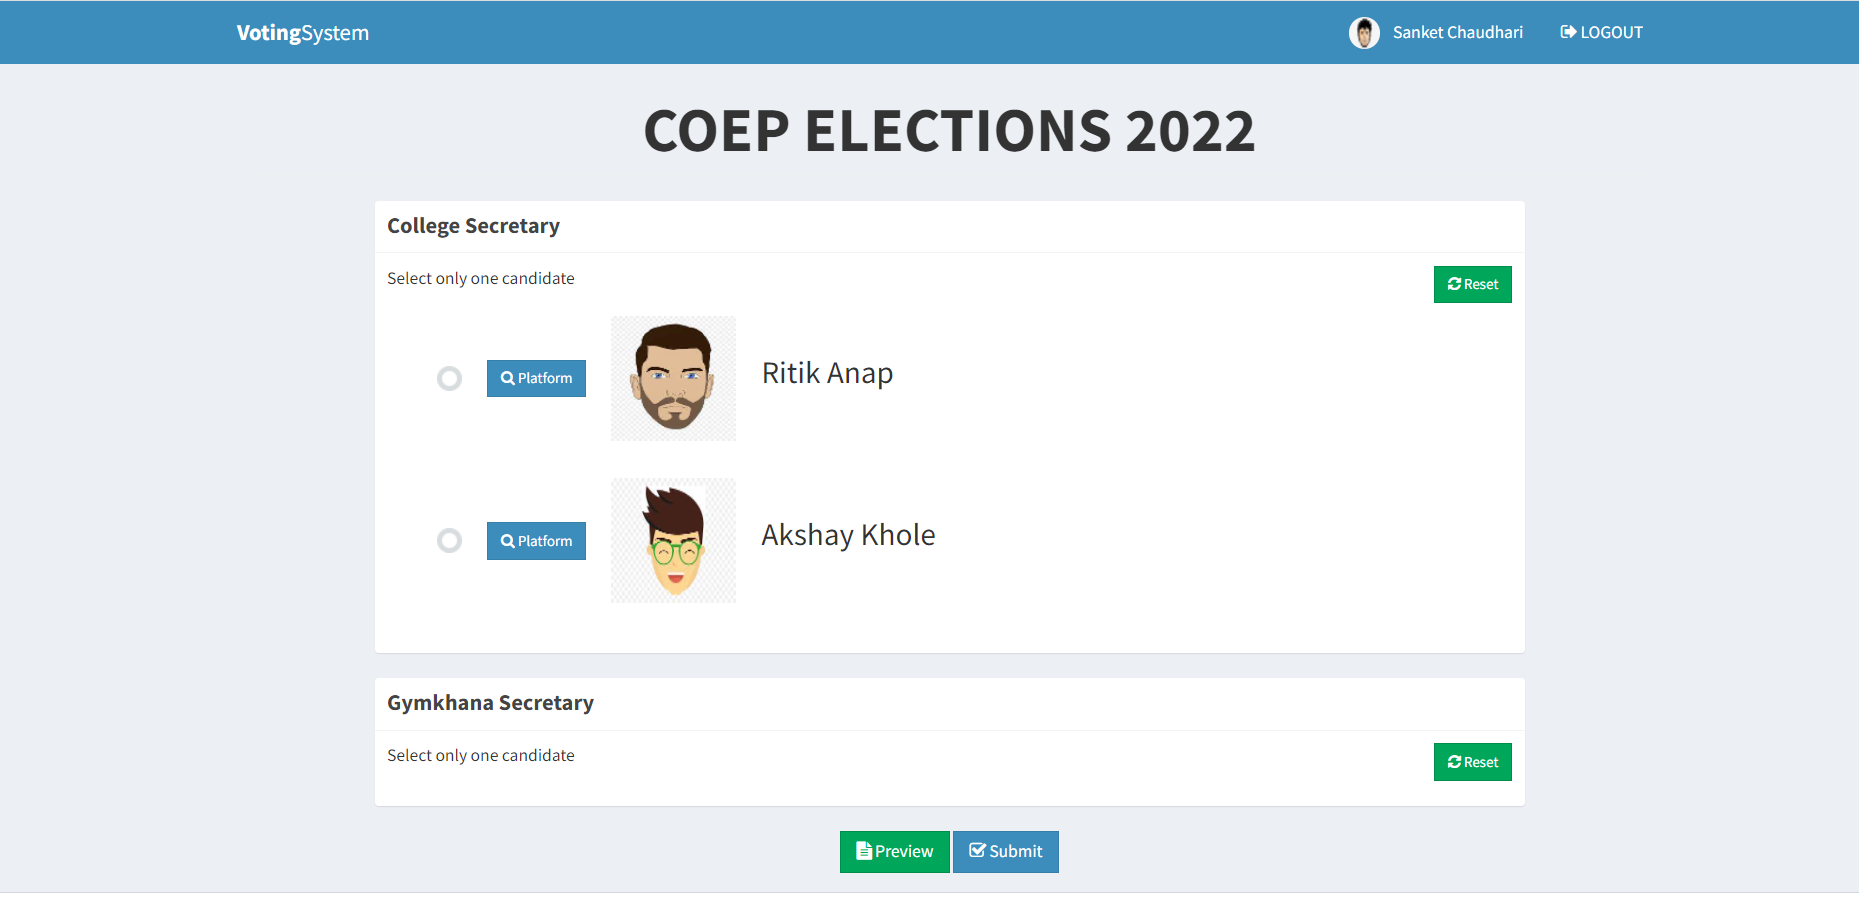 VotingSystem
Sanket Chaudhari
LOGOUT
COEP ELECTIONS 2022
College Secretary
Select only one candidate
Reset
Platform
Ritik Anap
Platform
Akshay Khole
Gymkhana Secretary
Select only one candidate
Reset
Preview
Submit